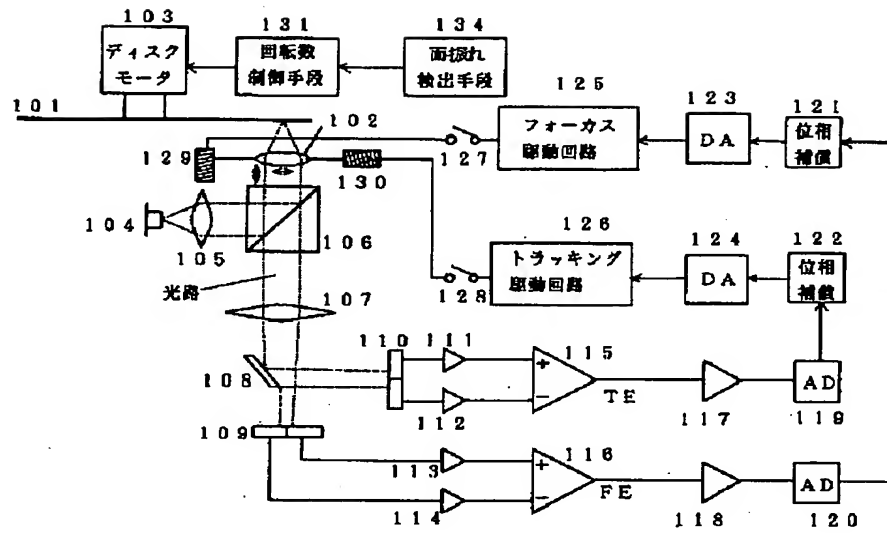 103
131
134
ディスク
モータ
回転数
制御手段
面振れ
検出手段
125
123
121
101
102
フォーカス
駆動回路
DA
位相
補償
129
127
130
104
126
124
122
105
106
トラッキング
駆動回路
DA
位相
補償
光路
107
128
110
111
115
108
+
−
TE
AD
112
117
119
109
113
116
+
−
FE
AD
114
118
120